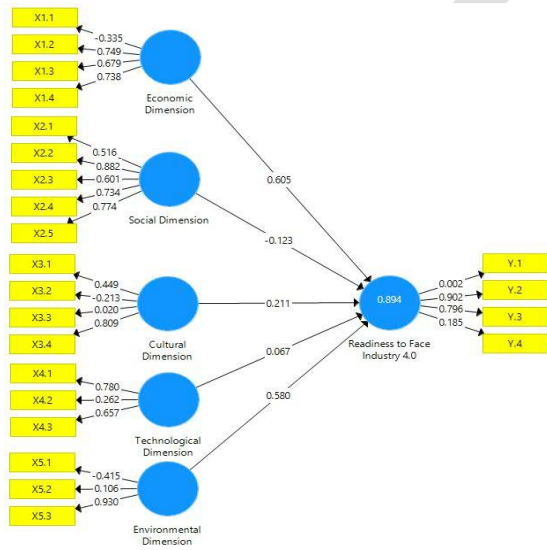 X1.1
-0.335
X1.2
0.749
X1.3
0.679
X1.4
0.738
Economic
Dimension
X2.1
0.516
X2.2
0.882
X2.3
0.601
X2.4
0.734
X2.5
0.774
Social Dimension
0.605
-0.123
X3.1
0.449
X3.2
-0.213
X3.3
0.020
X3.4
0.809
Cultural
Dimension
0.211
0.894
Readiness to Face
Industry 4.0
0.002
Y.1
0.902
Y.2
0.796
Y.3
0.185
Y.4
X4.1
0.780
X4.2
0.262
X4.3
0.657
Technological
Dimension
0.067
0.580
X5.1
-0.415
X5.2
0.106
X5.3
0.930
Environmental
Dimension